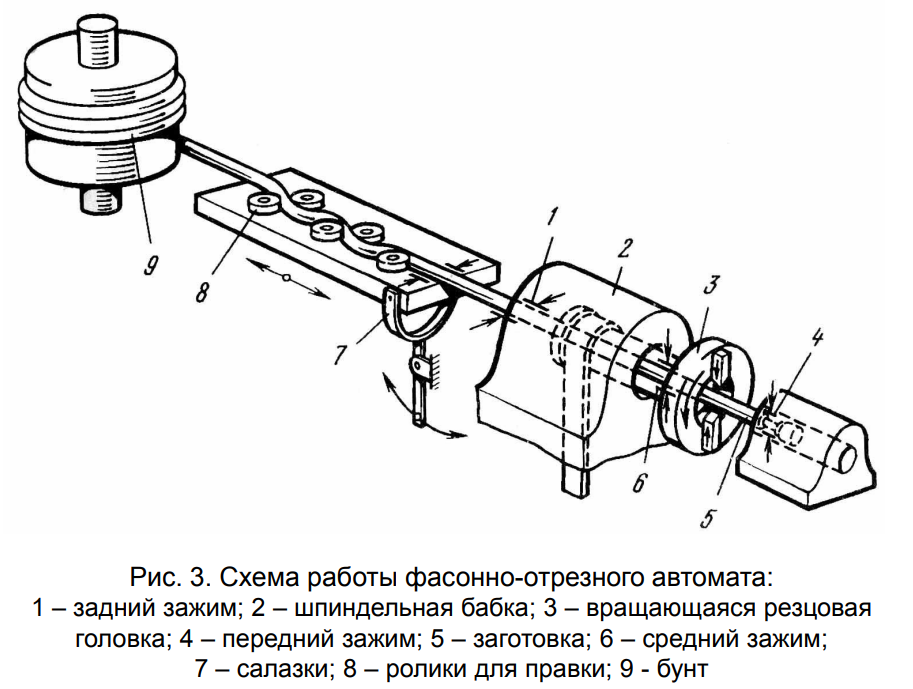 1
2
3
4
9
8
7
6
5
Рис. 3. Схема работы фасонно-отрезного автомата:
1 – задний зажим; 2 – шпиндельная бабка; 3 – вращающаяся резцовая
головка; 4 – передний зажим; 5 – заготовка; 6 – средний зажим;
7 – салазки; 8 – ролики для правки; 9 - бунт